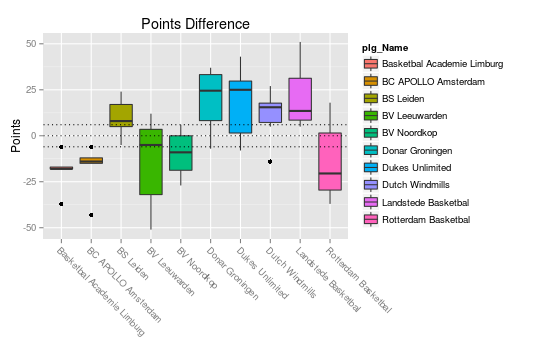 Points Difference
Points
50
25
0
-25
-50
Basketbal Academie Limburg
BC APOLLO Amsterdam
BS Leiden
BV Leeuwarden
BV Noordkop
Donar Groningen
Dukes Unlimited
Dutch Windmills
Landstede Basketbal
Rotterdam Basketbal
plg_Name
Basketbal Academie Limburg
BC APOLLO Amsterdam
BS Leiden
BV Leeuwarden
BV Noordkop
Donar Groningen
Dukes Unlimited
Dutch Windmills
Landstede Basketbal
Rotterdam Basketbal